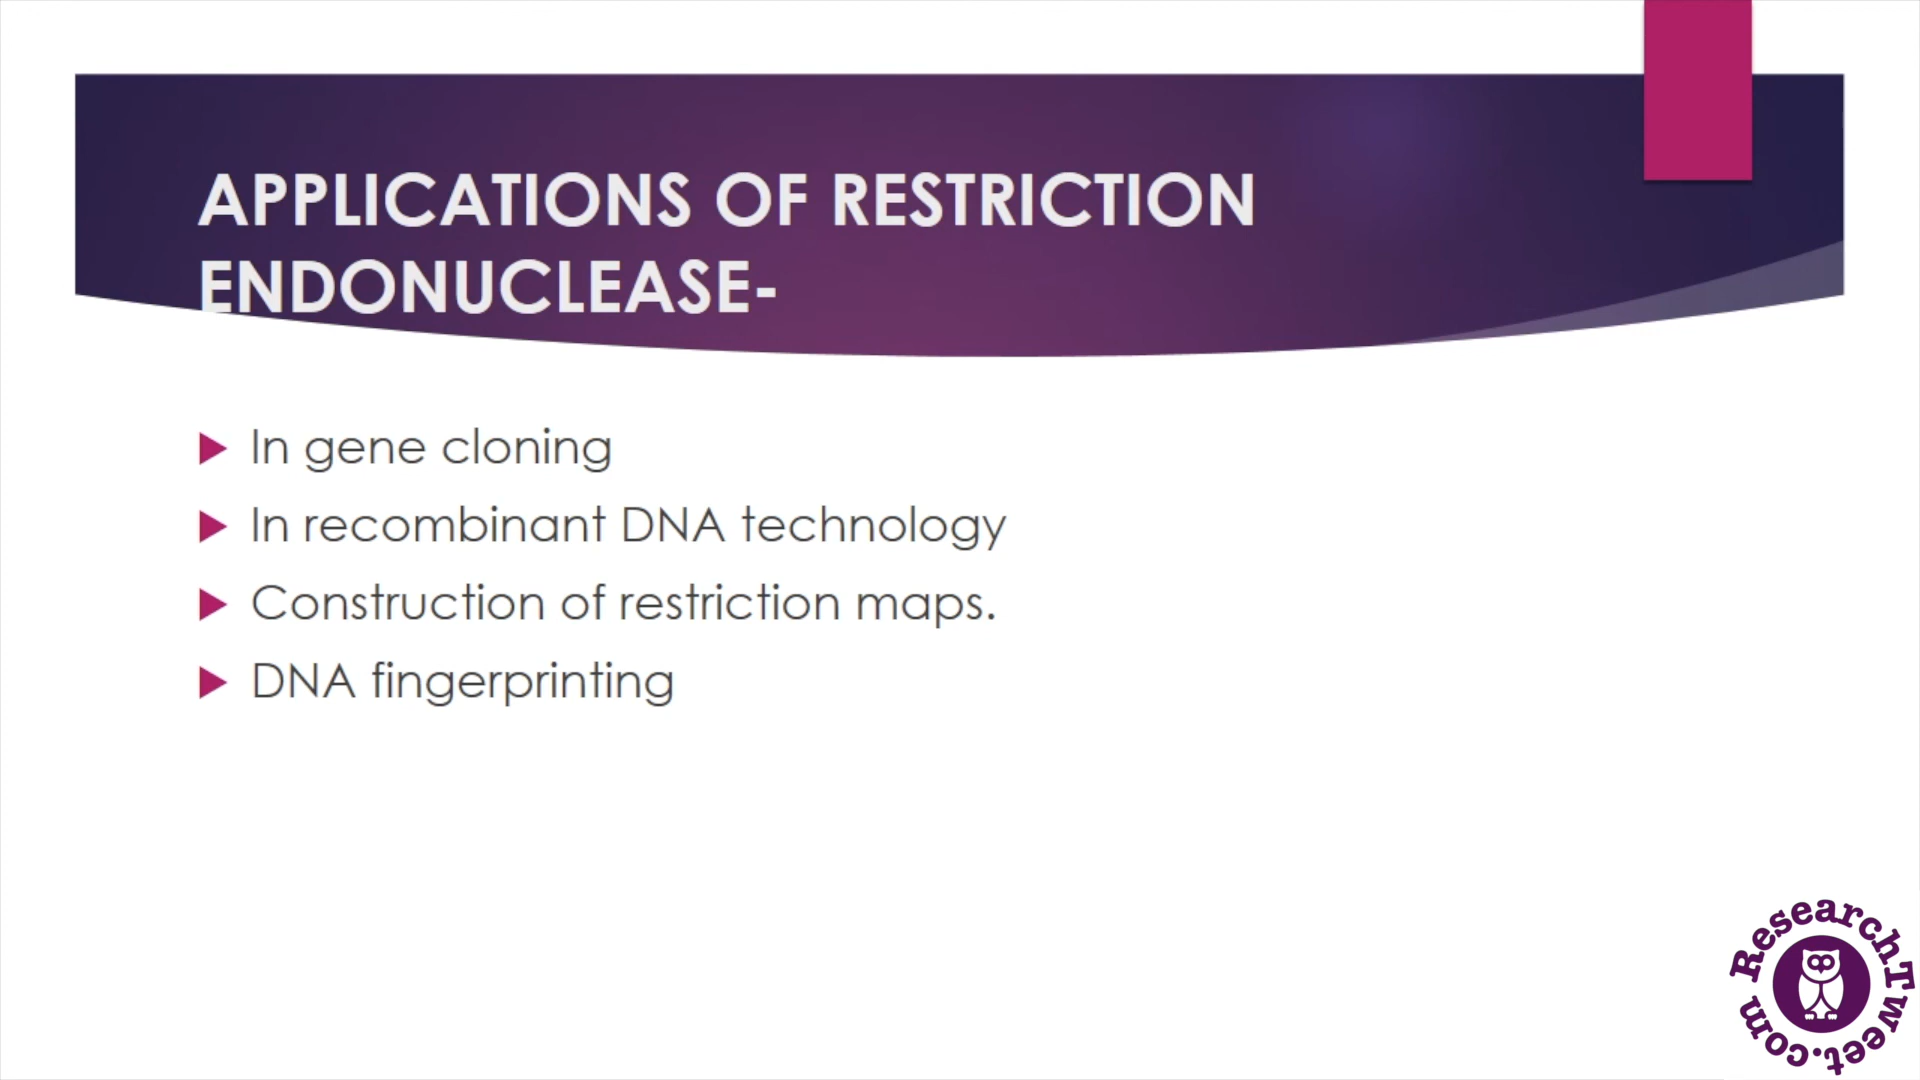 APPLICATIONS OF RESTRICTION
ENDONUCLEASE-
In gene cloning
In recombinant DNA technology
Construction of restriction maps.
DNA fingerprinting
ResearchTweet.com